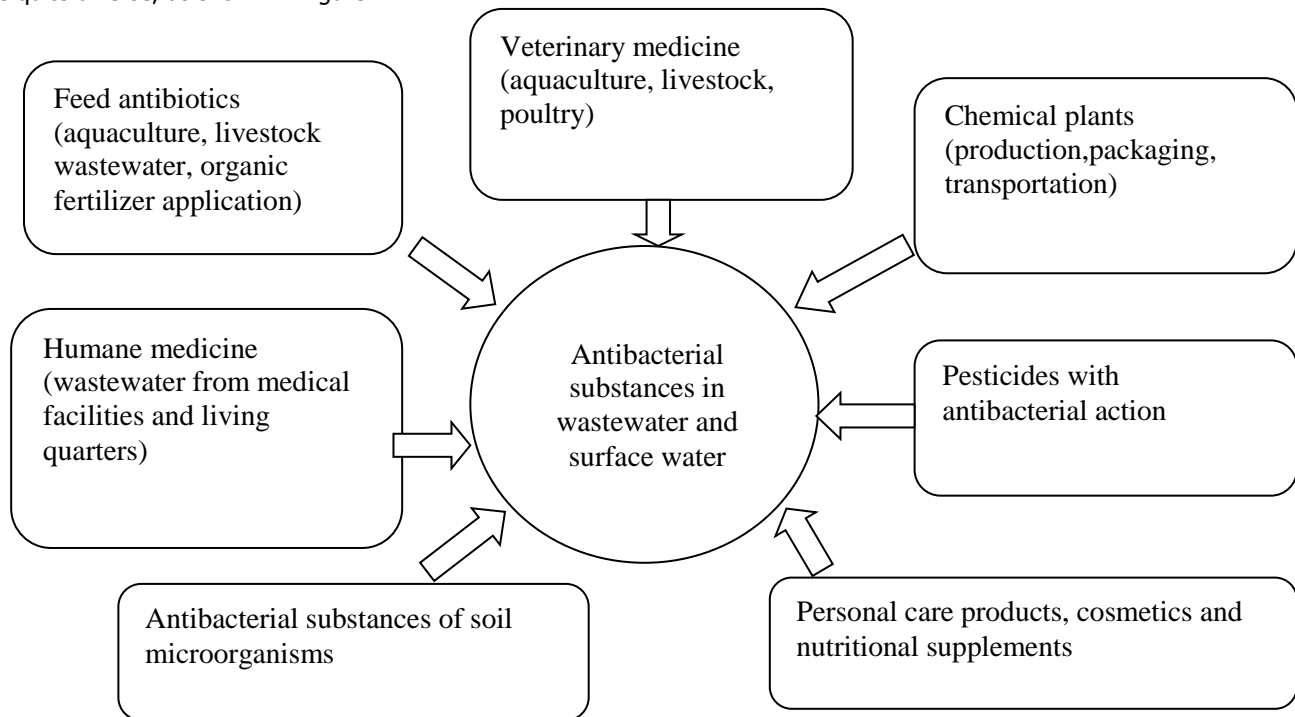 Veterinary medicine
(aquaculture, livestock,
poultry)
Feed antibiotics
(aquaculture, livestock
wastewater, organic
fertilizer application)
Chemical plants
(production,packaging,
transportation)
Humane medicine
(wastewater from medical
facilities and living
quarters)
Antibacterial
substances in
wastewater and
surface water
Pesticides with
antibacterial action
Antibacterial substances of soil
microorganisms
Personal care products, cosmetics and
nutritional supplements